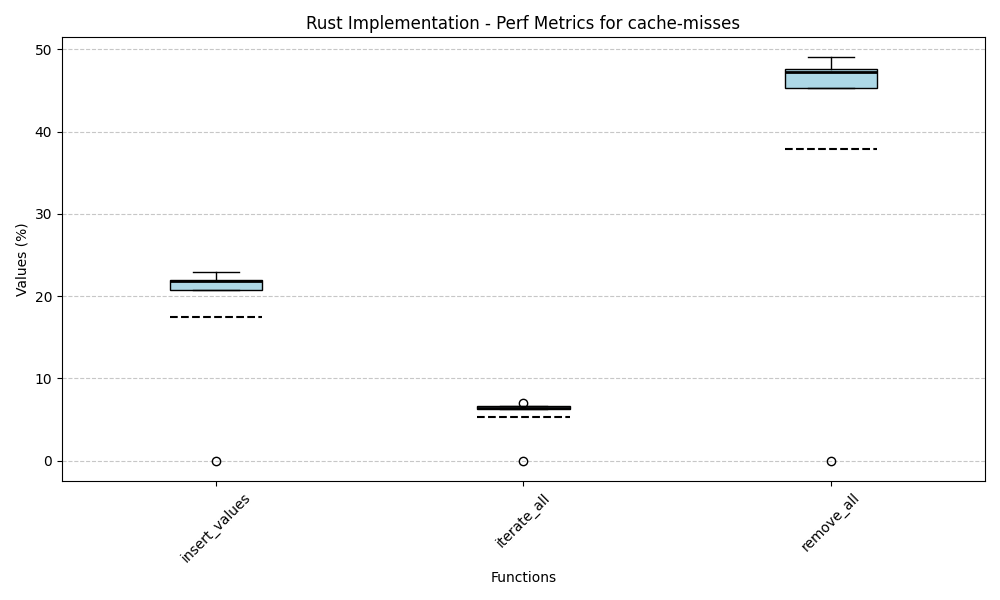 Rust Implementation - Perf Metrics for cache-misses
Values (%)
50
40
30
20
10
0
insert_values
iterate_all
remove_all
Functions